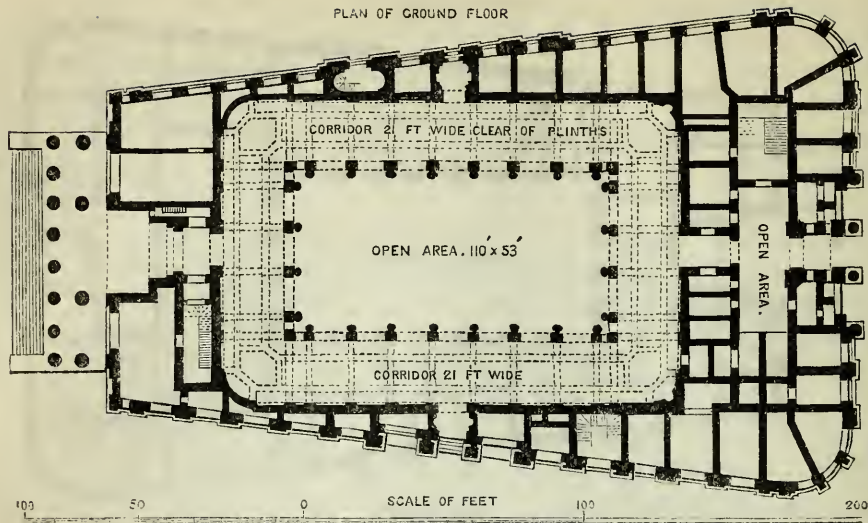 PLAN OF GROUND FLOOR
CORRIDOR 21 FT WIDE CLEAR OF PLINTHS
OPEN AREA. 110' x 53'
OPEN AREA.
CORRIDOR 21 FT WIDE
SCALE OF FEET
100 50 0 100 200